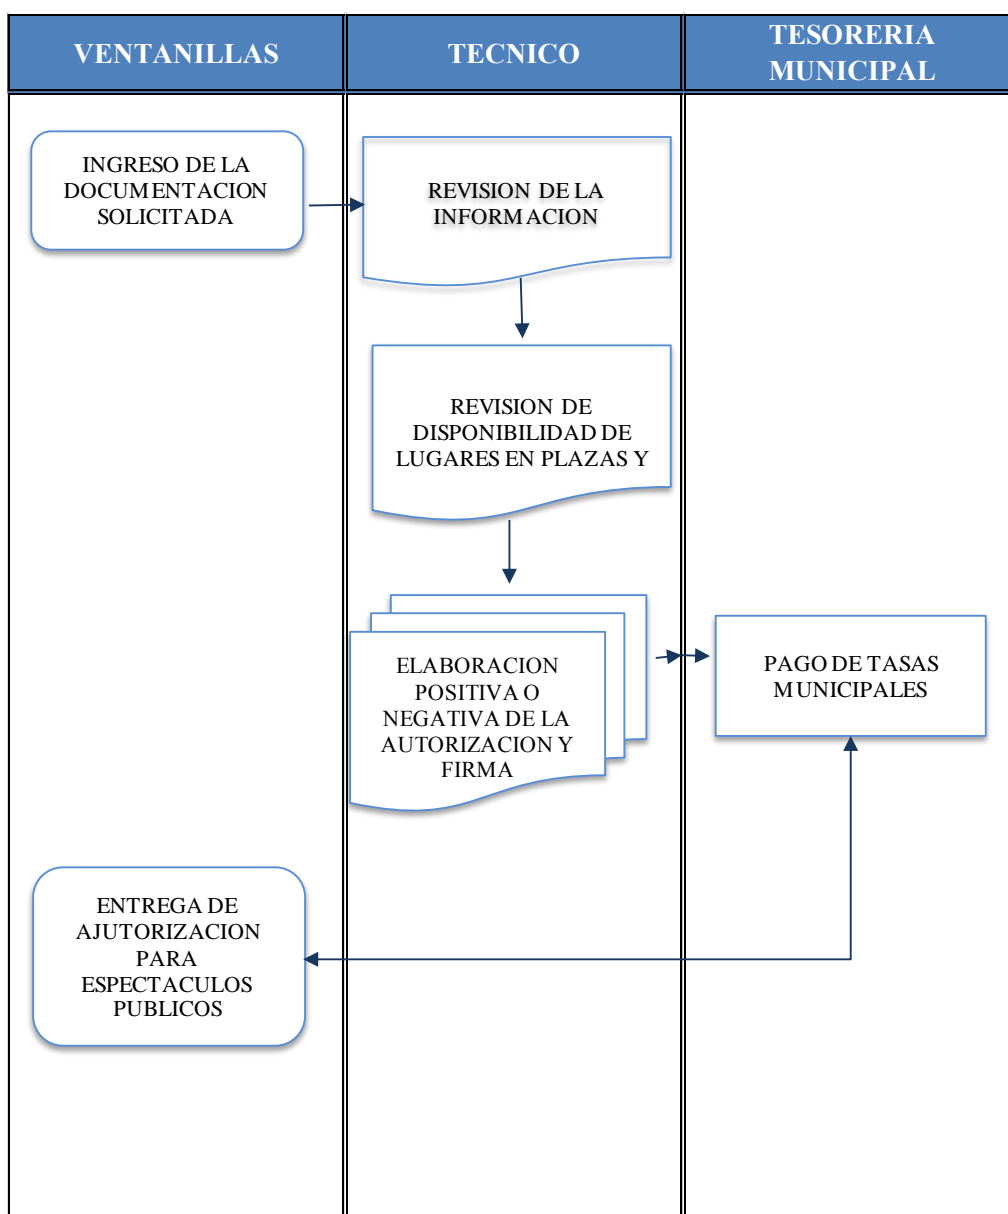 VENTANILLAS
TECNICO
TESORERIA
MUNICIPAL
INGRESO DE LA
DOCUMENTACION
SOLICITADA
REVISION DE LA
INFORMACION
REVISION DE
DISPONIBILIDAD DE
LUGARES EN PLAZAS Y
ELABORACION
POSITIVA O
NEGATIVA DE LA
AUTORIZACION Y
FIRMA
PAGO DE TASAS
MUNICIPALES
ENTREGA DE
AJUTORIZACION
PARA
ESPECTACULOS
PUBLICOS